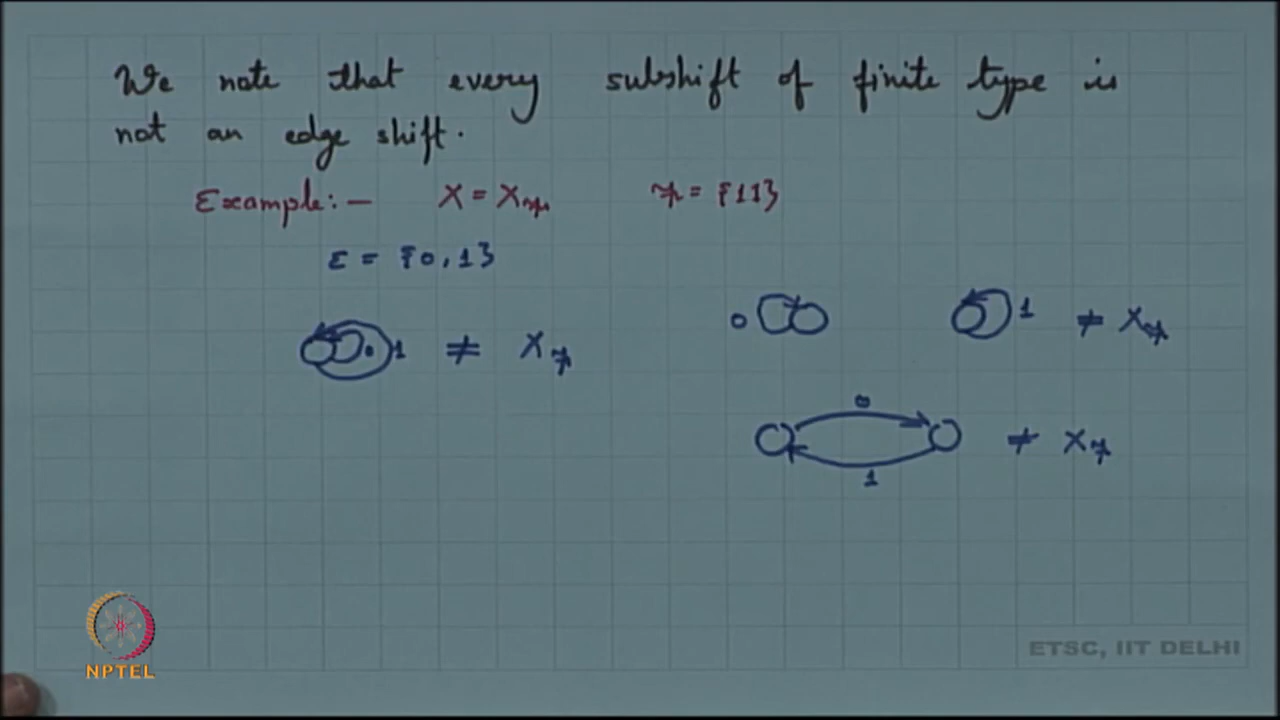 We note that every subshift of finite type is
not an edge shift.
Example:— X = X_F F = {11}
Σ = {0,1}
0 1 ≠ X_F
0 1 ≠ X_F
0
1 ≠ X_F
NPTEL
ETSC, IIT DELHI